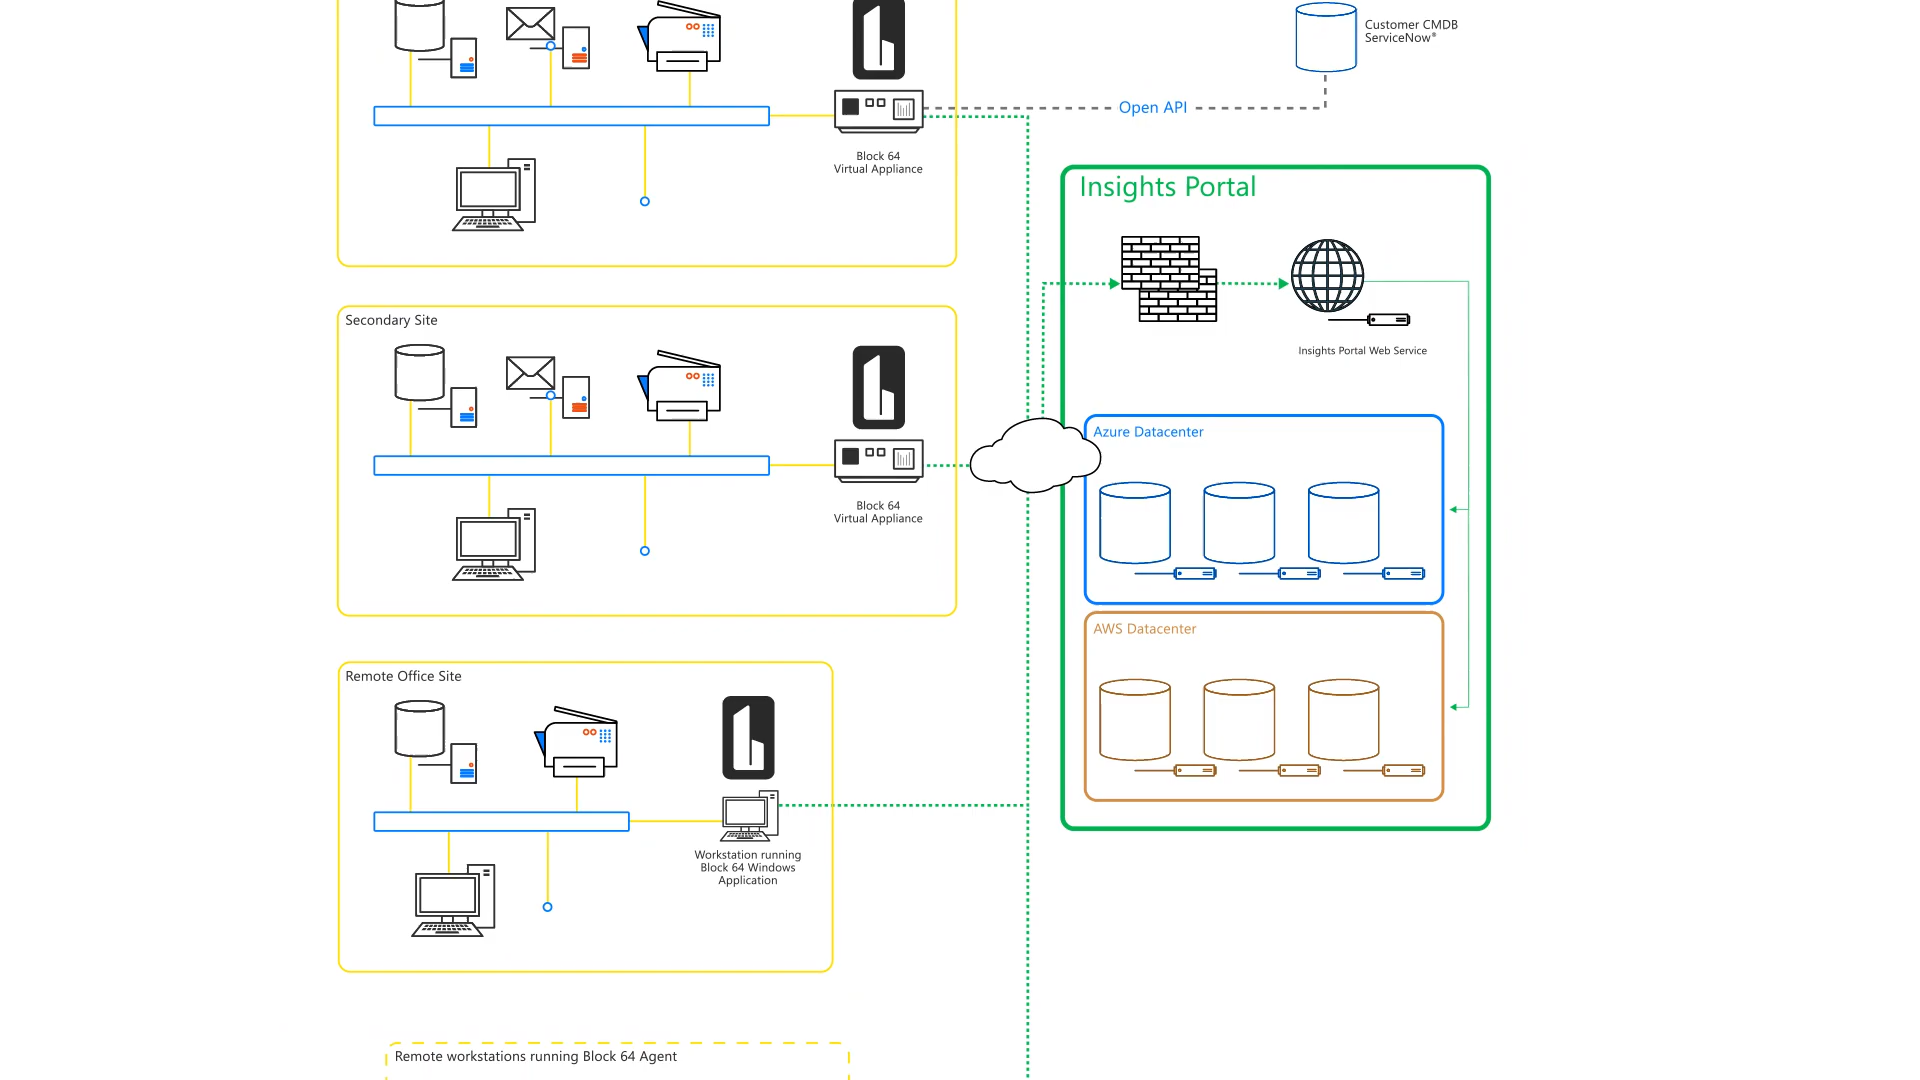 Customer CMDB
ServiceNow®
Open API
Block 64
Virtual Appliance
Insights Portal
Insights Portal Web Service
Secondary Site
Block 64
Virtual Appliance
Azure Datacenter
AWS Datacenter
Remote Office Site
Workstation running
Block 64 Windows
Application
Remote workstations running Block 64 Agent